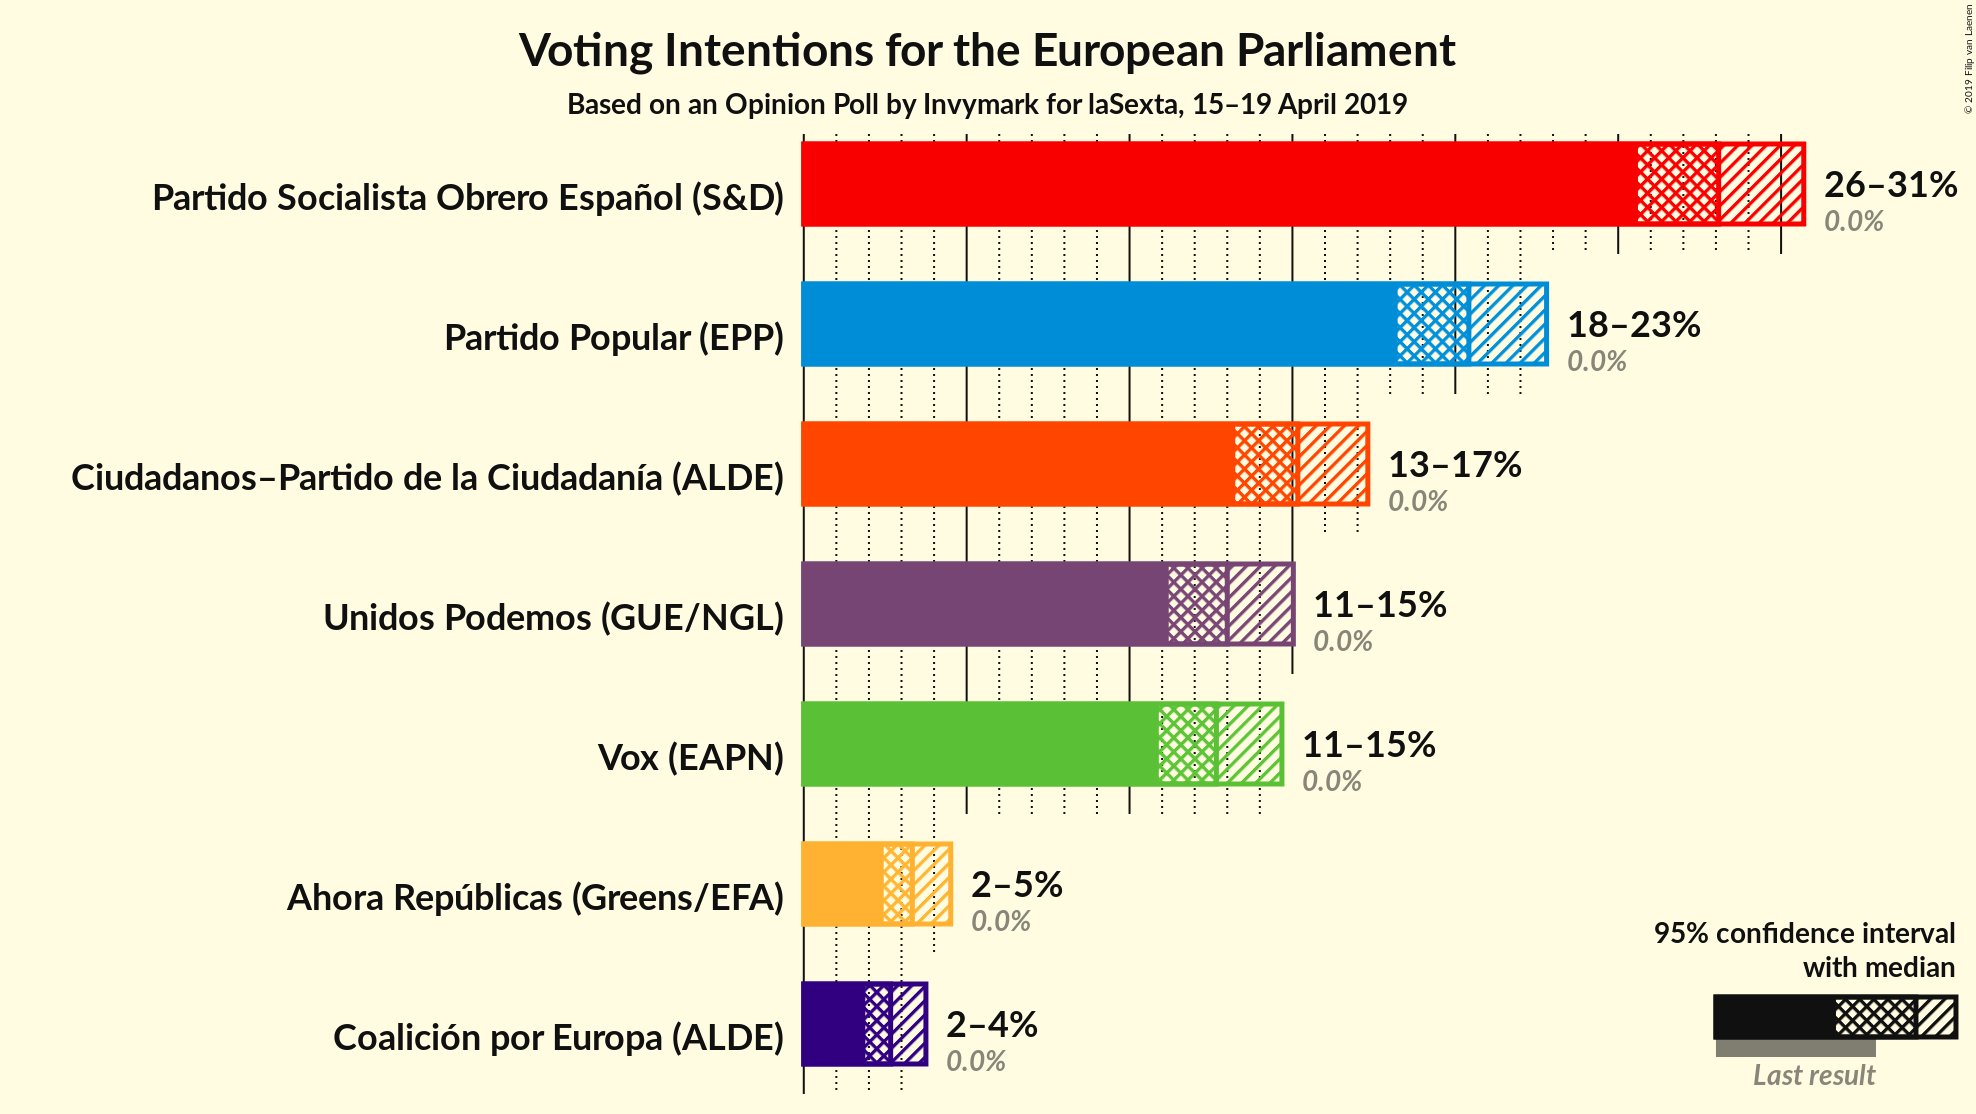 Voting Intentions for the European Parliament
Based on an Opinion Poll by Invymark for laSexta, 15–19 April 2019
© 2019 Filip van Laenen
Partido Socialista Obrero Español (S&D)
26–31%
0.0%
Partido Popular (EPP)
18–23%
0.0%
Ciudadanos–Partido de la Ciudadanía (ALDE)
13–17%
0.0%
Unidos Podemos (GUE/NGL)
11–15%
0.0%
Vox (EAPN)
11–15%
0.0%
Ahora Repúblicas (Greens/EFA)
2–5%
0.0%
Coalición por Europa (ALDE)
2–4%
0.0%
95% confidence interval
with median
Last result